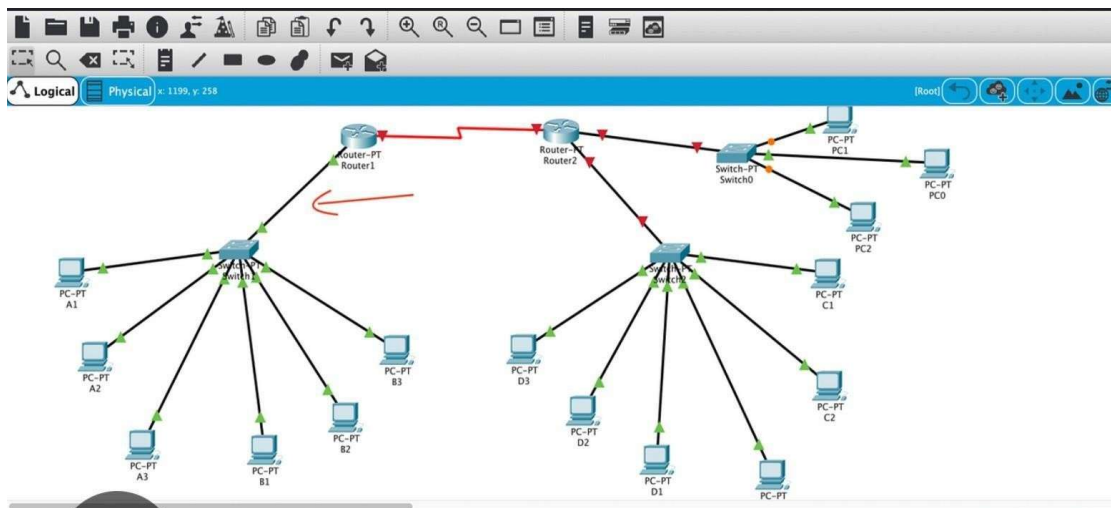 Logical
Physical
x: 1199, y: 258
[Root]
Router-PT
Router1
Router-PT
Router2
Switch-PT
Switch0
PC-PT
PC1
PC-PT
PC0
PC-PT
PC2
PC-PT
A1
PC-PT
A2
PC-PT
A3
PC-PT
B1
PC-PT
B2
PC-PT
B3
PC-PT
D3
PC-PT
D2
PC-PT
D1
PC-PT
PC-PT
C2
PC-PT
C1